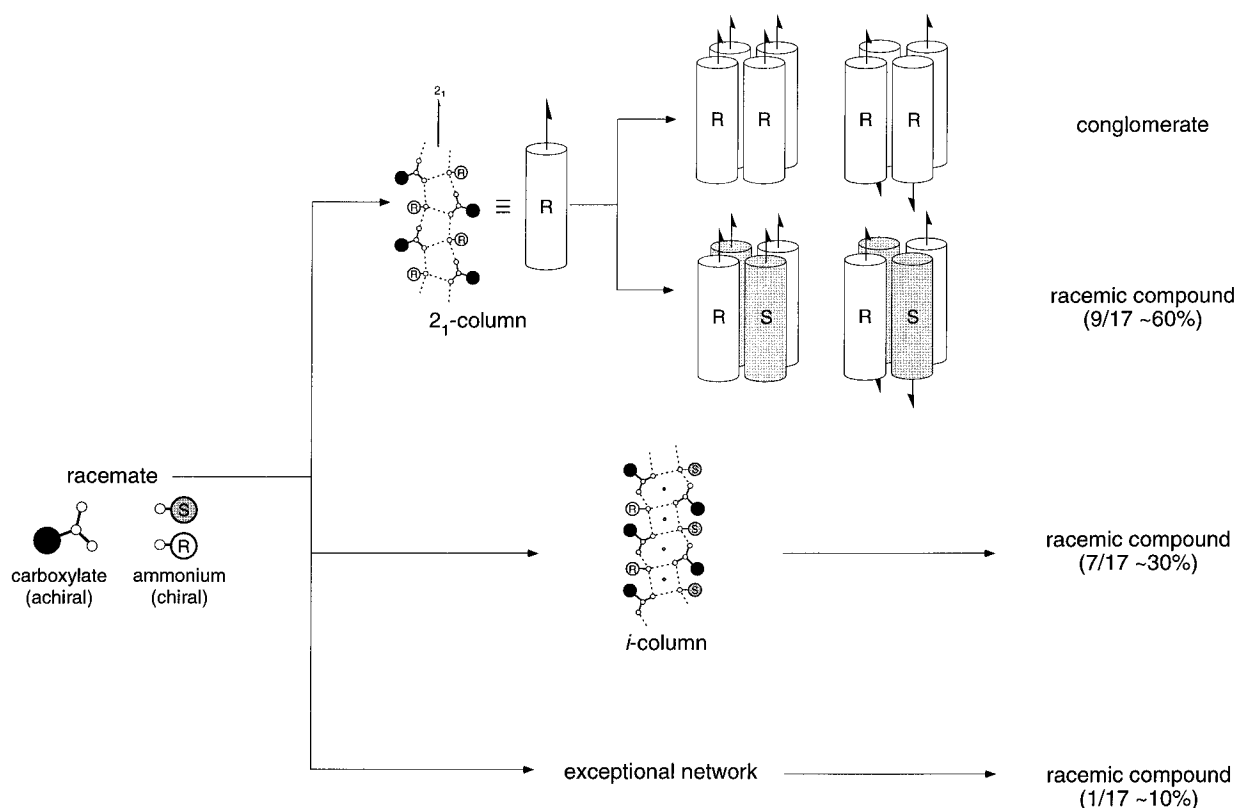 2₁
R
R
R
R
R
R
R
R
R
conglomerate
2₁-column
≡
R
S
R
S
racemic compound
(9/17 ~60%)
racemate
S
R
carboxylate
(achiral)
ammonium
(chiral)
S
R
S
R
S
i-column
racemic compound
(7/17 ~30%)
exceptional network
racemic compound
(1/17 ~10%)